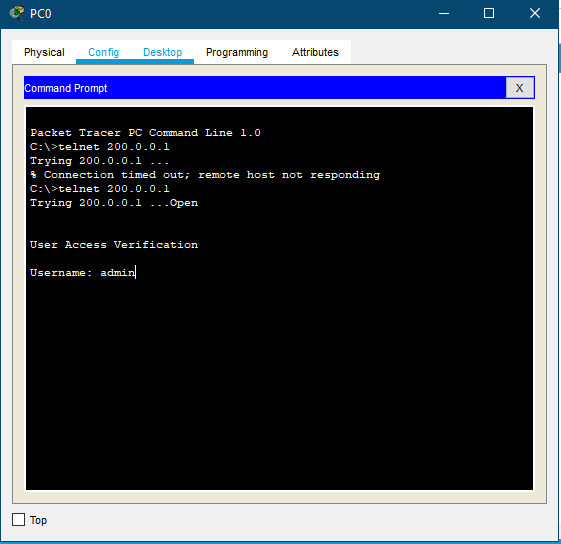 PC0
Physical Config Desktop Programming Attributes
Command Prompt
X
Packet Tracer PC Command Line 1.0
C:\>telnet 200.0.0.1
Trying 200.0.0.1 ...
% Connection timed out; remote host not responding
C:\>telnet 200.0.0.1
Trying 200.0.0.1 ...Open
User Access Verification
Username: admin
Top